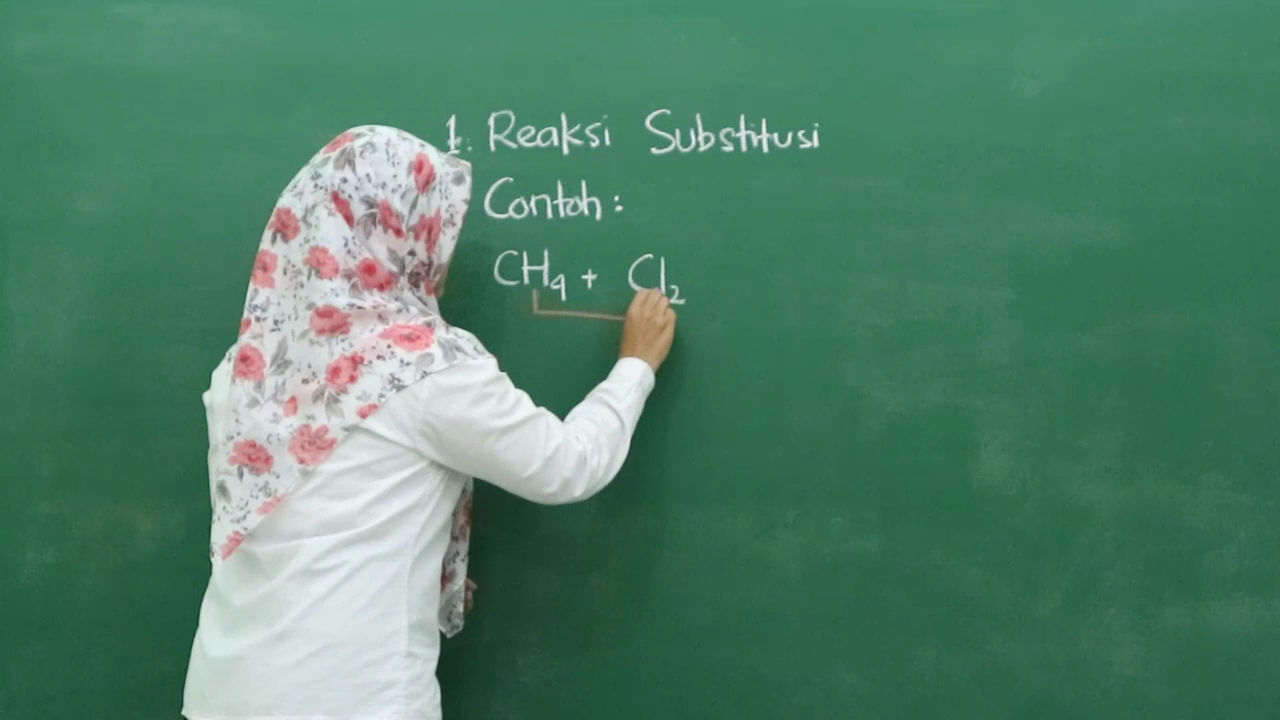 1. Reaksi Substitusi
Contoh:
CH₄ + Cl₂